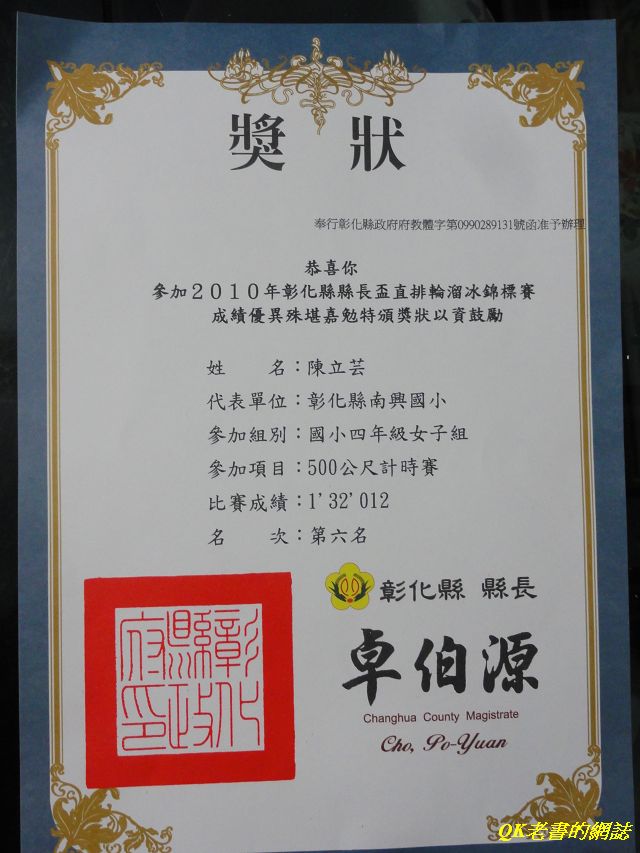 獎狀
奉行彰化縣政府府教體字第0990289131號函准予辦理
恭喜你
參加２０１０年彰化縣縣長盃直排輪溜冰錦標賽
成績優異殊堪嘉勉特頒獎狀以資鼓勵
姓　　名：陳立芸
代表單位：彰化縣南興國小
參加組別：國小四年級女子組
參加項目：500公尺計時賽
比賽成績：1'32'012
名　　次：第六名
彰化縣 縣長
卓伯源
Changhua County Magistrate
Cho, Po-Yuan
彰化縣政府印
QK老書的網誌